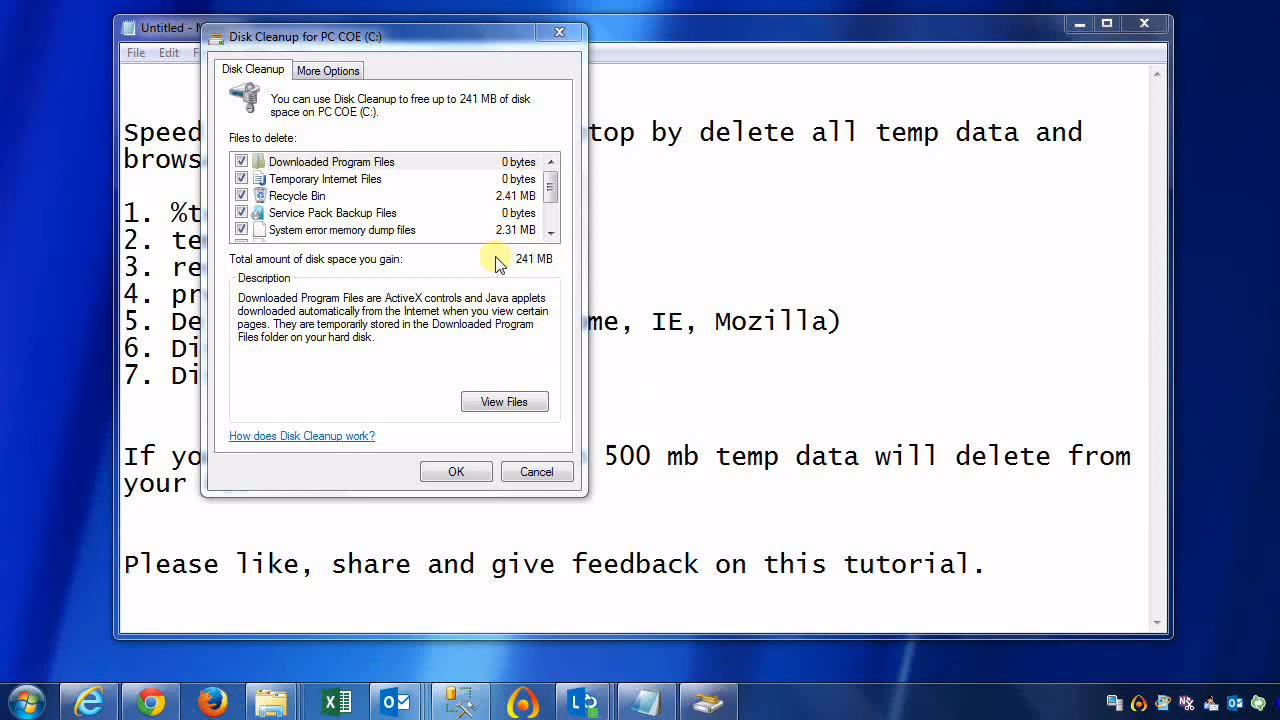 Untitled - N
Disk Cleanup for PC COE (C:)
File Edit F
Disk Cleanup
More Options
You can use Disk Cleanup to free up to 241 MB of disk
space on PC COE (C:).
Files to delete:
Downloaded Program Files 0 bytes
Temporary Internet Files 0 bytes
Recycle Bin 2.41 MB
Service Pack Backup Files 0 bytes
System error memory dump files 2.31 MB
Total amount of disk space you gain: 241 MB
Description
Downloaded Program Files are ActiveX controls and Java applets
downloaded automatically from the Internet when you view certain
pages. They are temporarily stored in the Downloaded Program
Files folder on your hard disk.
View Files
How does Disk Cleanup work?
OK
Cancel
Speed top by delete all temp data and
brows
1. %t
2. te
3. re
4. pr
5. De me, IE, Mozilla)
6. Di
7. Di
If yo 500 mb temp data will delete from
your
Please like, share and give feedback on this tutorial.